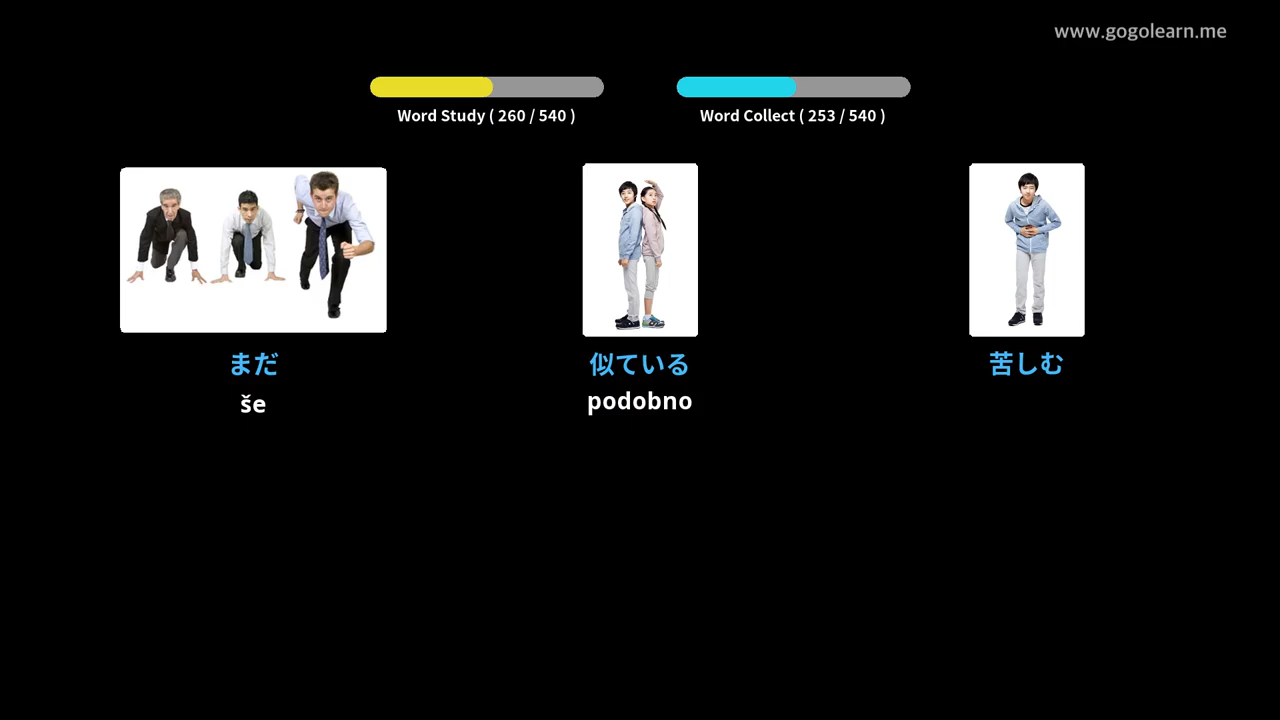 www.gogolearn.me
Word Study ( 260 / 540 )
Word Collect ( 253 / 540 )
まだ
še
似ている
podobno
苦しむ